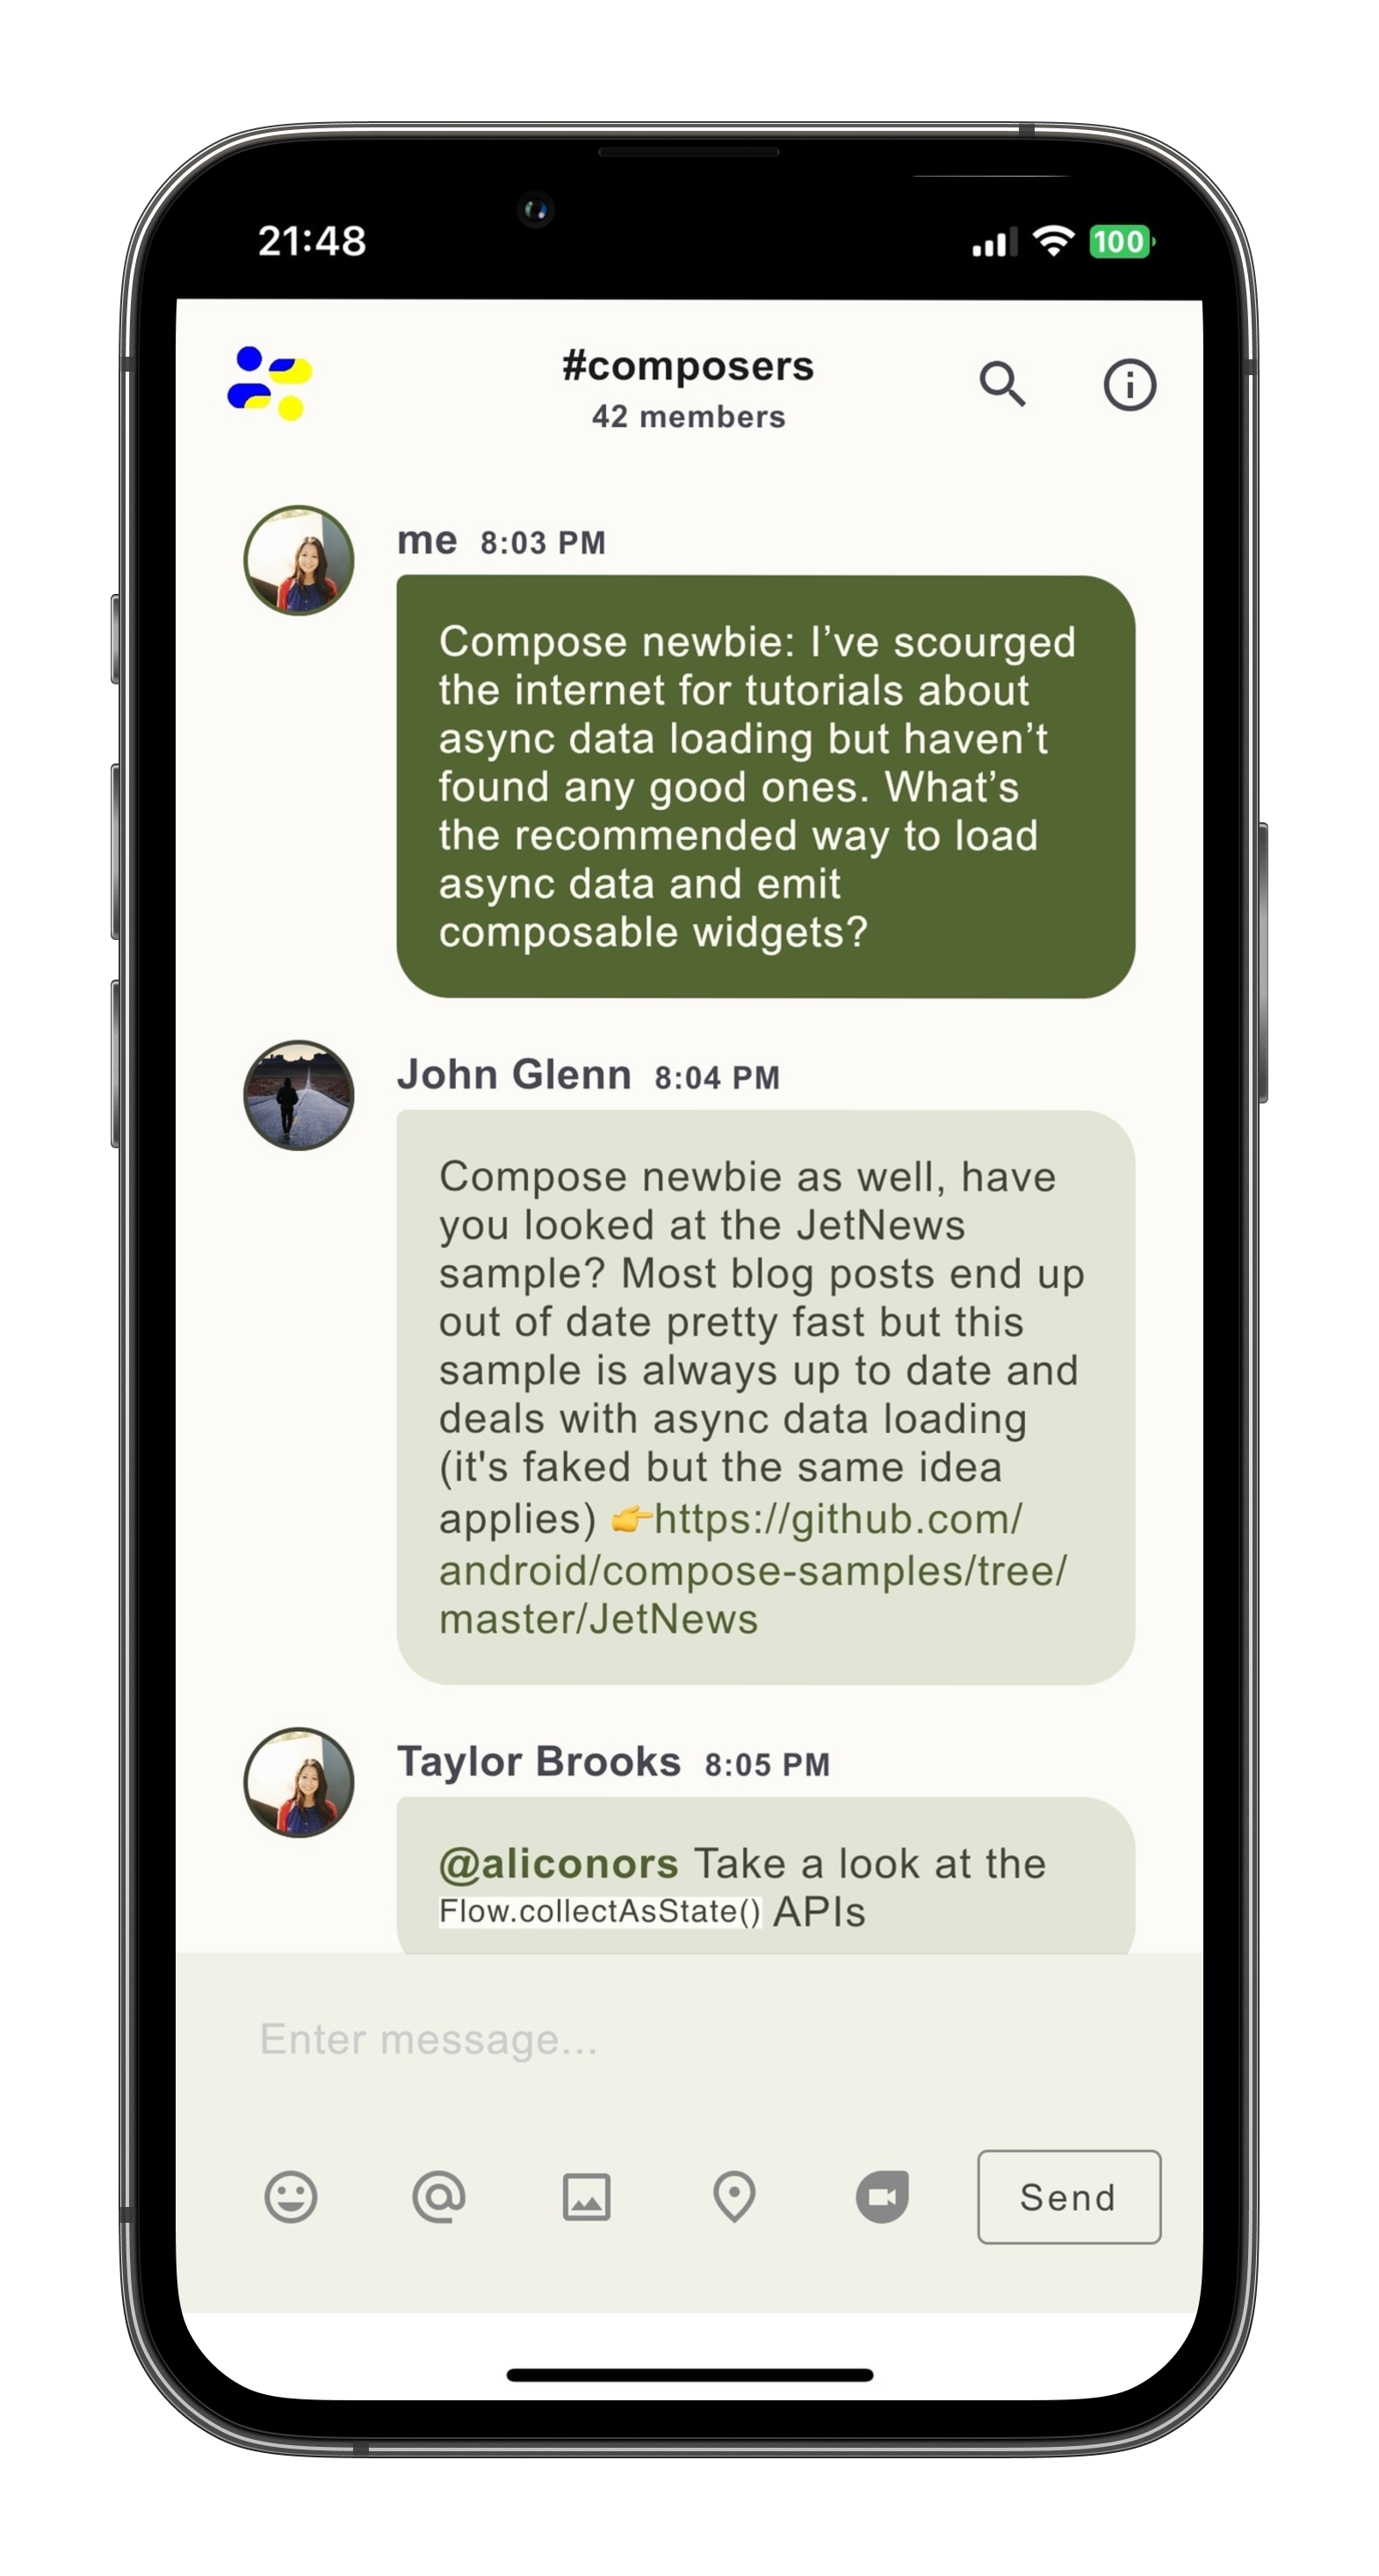 21:48
100
#composers
42 members
me 8:03 PM
Compose newbie: I’ve scourged
the internet for tutorials about
async data loading but haven’t
found any good ones. What’s
the recommended way to load
async data and emit
composable widgets?
John Glenn 8:04 PM
Compose newbie as well, have
you looked at the JetNews
sample? Most blog posts end up
out of date pretty fast but this
sample is always up to date and
deals with async data loading
(it's faked but the same idea
applies) 👉https://github.com/
android/compose-samples/tree/
master/JetNews
Taylor Brooks 8:05 PM
@aliconors Take a look at the
Flow.collectAsState() APIs
Enter message...
Send